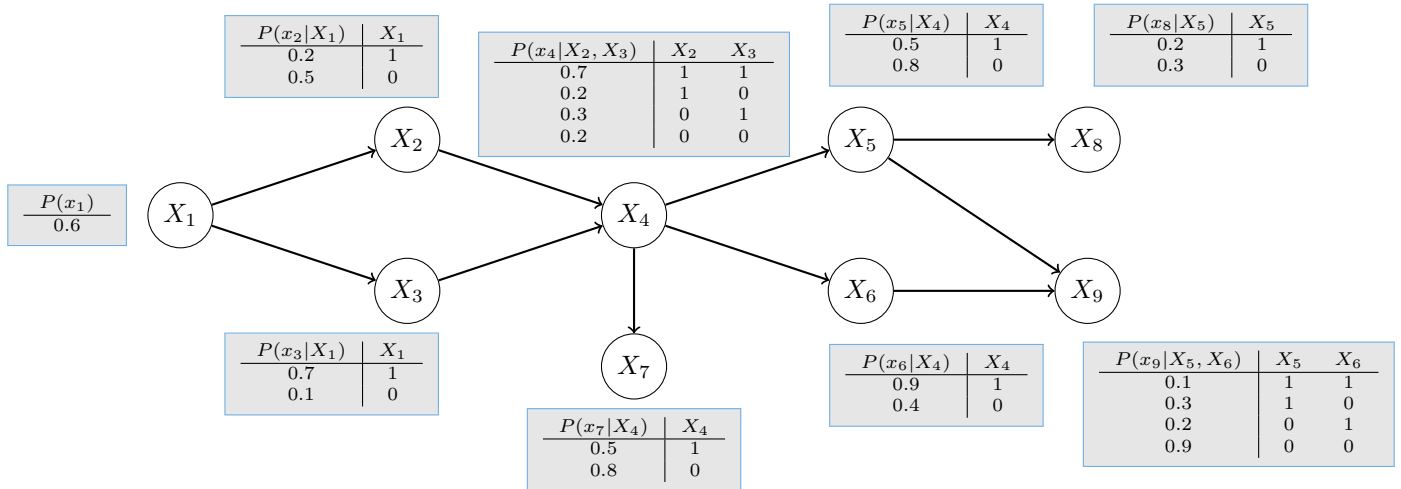 P(x₂|X₁) X₁
0.2 1
0.5 0
P(x₄|X₂, X₃) X₂ X₃
0.7 1 1
0.2 1 0
0.3 0 1
0.2 0 0
P(x₅|X₄) X₄
0.5 1
0.8 0
P(x₈|X₅) X₅
0.2 1
0.3 0
X₂
X₅
X₈
P(x₁)
0.6
X₁
X₄
X₃
X₆
X₉
P(x₃|X₁) X₁
0.7 1
0.1 0
X₇
P(x₇|X₄) X₄
0.5 1
0.8 0
P(x₆|X₄) X₄
0.9 1
0.4 0
P(x₉|X₅, X₆) X₅ X₆
0.1 1 1
0.3 1 0
0.2 0 1
0.9 0 0